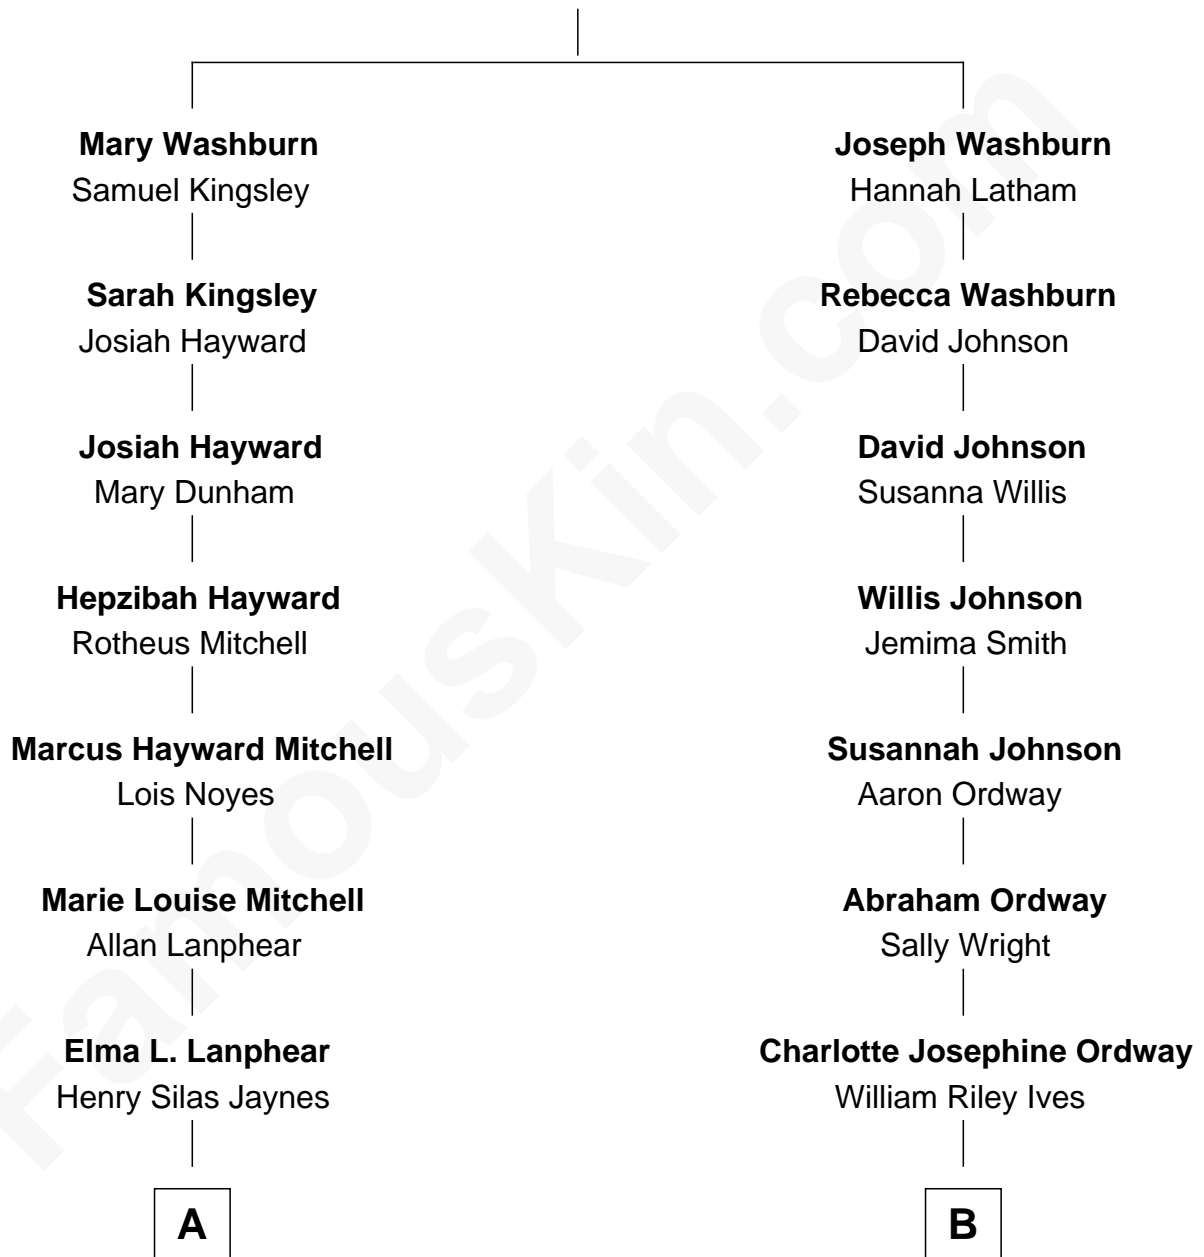 Mary Washburn
Samuel Kingsley
Sarah Kingsley
Josiah Hayward
Josiah Hayward
Mary Dunham
Hepzibah Hayward
Rotheus Mitchell
Marcus Hayward Mitchell
Lois Noyes
Marie Louise Mitchell
Allan Lanphear
Elma L. Lanphear
Henry Silas Jaynes
A
Joseph Washburn
Hannah Latham
Rebecca Washburn
David Johnson
David Johnson
Susanna Willis
Willis Johnson
Jemima Smith
Susannah Johnson
Aaron Ordway
Abraham Ordway
Sally Wright
Charlotte Josephine Ordway
William Riley Ives
B
FamousKin.com